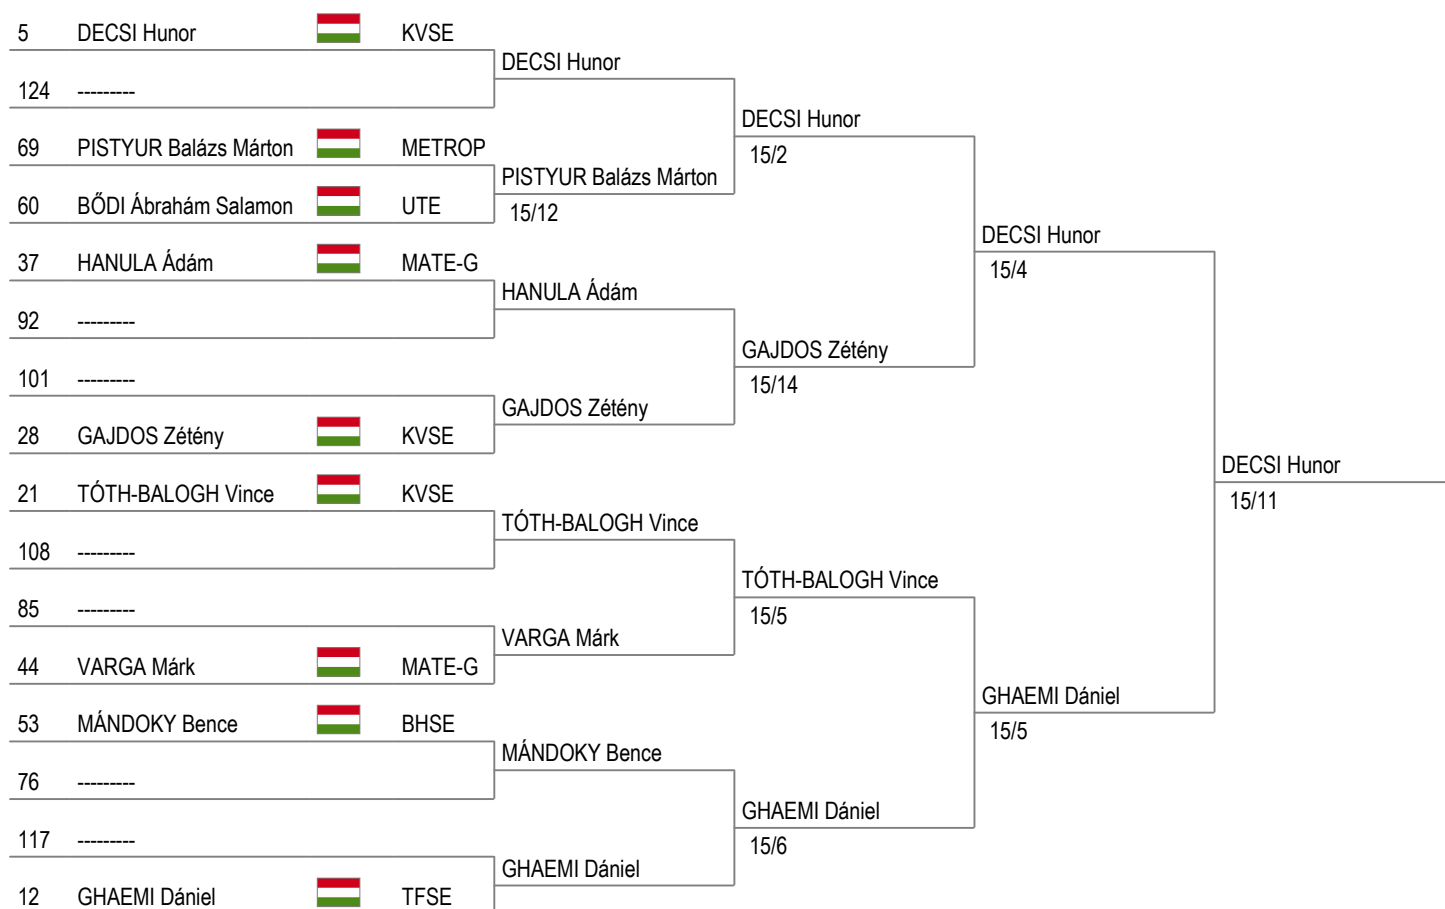 5 DECSI Hunor KVSE
124 ---------
69 PISTYUR Balázs Márton METROP
60 BŐDI Ábrahám Salamon UTE
37 HANULA Ádám MATE-G
92 ---------
101 ---------
28 GAJDOS Zétény KVSE
21 TÓTH-BALOGH Vince KVSE
108 ---------
85 ---------
44 VARGA Márk MATE-G
53 MÁNDOKY Bence BHSE
76 ---------
117 ---------
12 GHAEMI Dániel TFSE
DECSI Hunor
PISTYUR Balázs Márton
15/12
HANULA Ádám
GAJDOS Zétény
TÓTH-BALOGH Vince
VARGA Márk
MÁNDOKY Bence
GHAEMI Dániel
DECSI Hunor
15/2
GAJDOS Zétény
15/14
TÓTH-BALOGH Vince
15/5
GHAEMI Dániel
15/6
DECSI Hunor
15/4
GHAEMI Dániel
15/5
DECSI Hunor
15/11